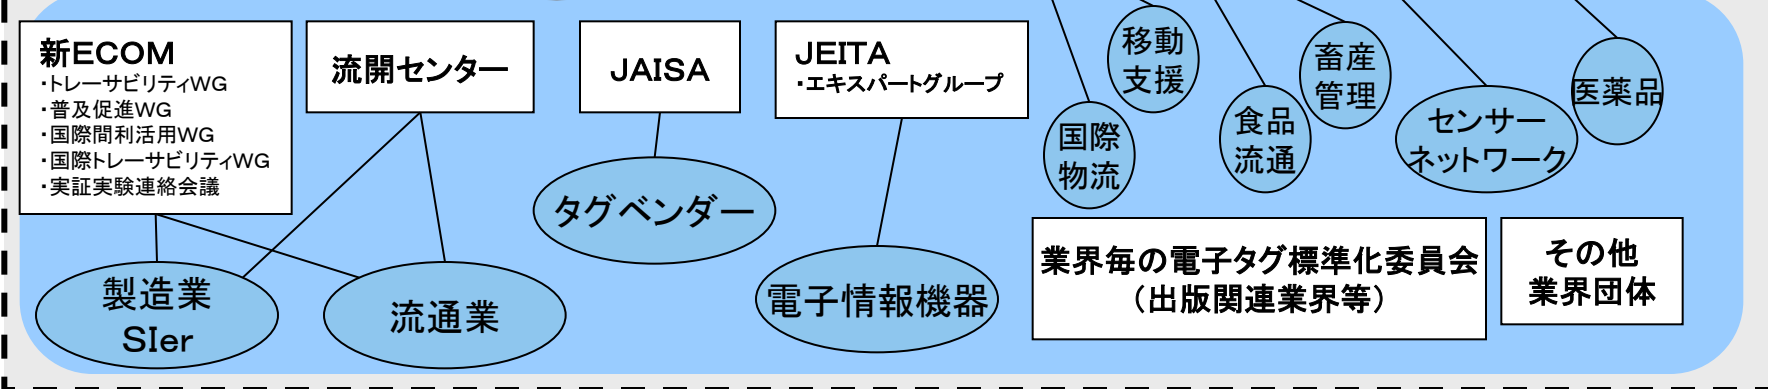 新ECOM
・トレーサビリティWG
・普及促進WG
・国際間利活用WG
・国際トレーサビリティWG
・実証実験連絡会議
流開センター
JAISA
JEITA
・エキスパートグループ
移動
支援
畜産
管理
医薬品
国際
物流
食品
流通
センサー
ネットワーク
タグベンダー
製造業
SIer
流通業
電子情報機器
業界毎の電子タグ標準化委員会
（出版関連業界等）
その他
業界団体